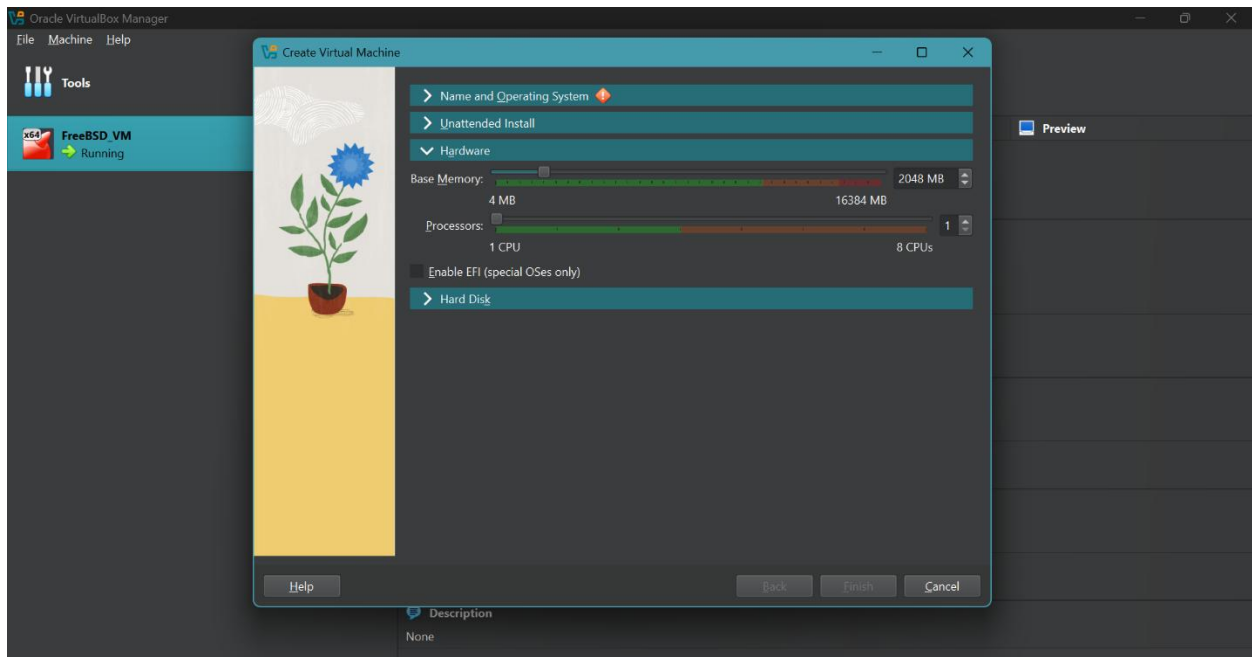 Oracle VirtualBox Manager
File Machine Help
Tools
x64
FreeBSD_VM
Running
Create Virtual Machine
Name and Operating System
Unattended Install
Hardware
Base Memory: 2048 MB
4 MB 16384 MB
Processors: 1
1 CPU 8 CPUs
Enable EFI (special OSes only)
Hard Disk
Help Back Finish Cancel
Preview
Description
None